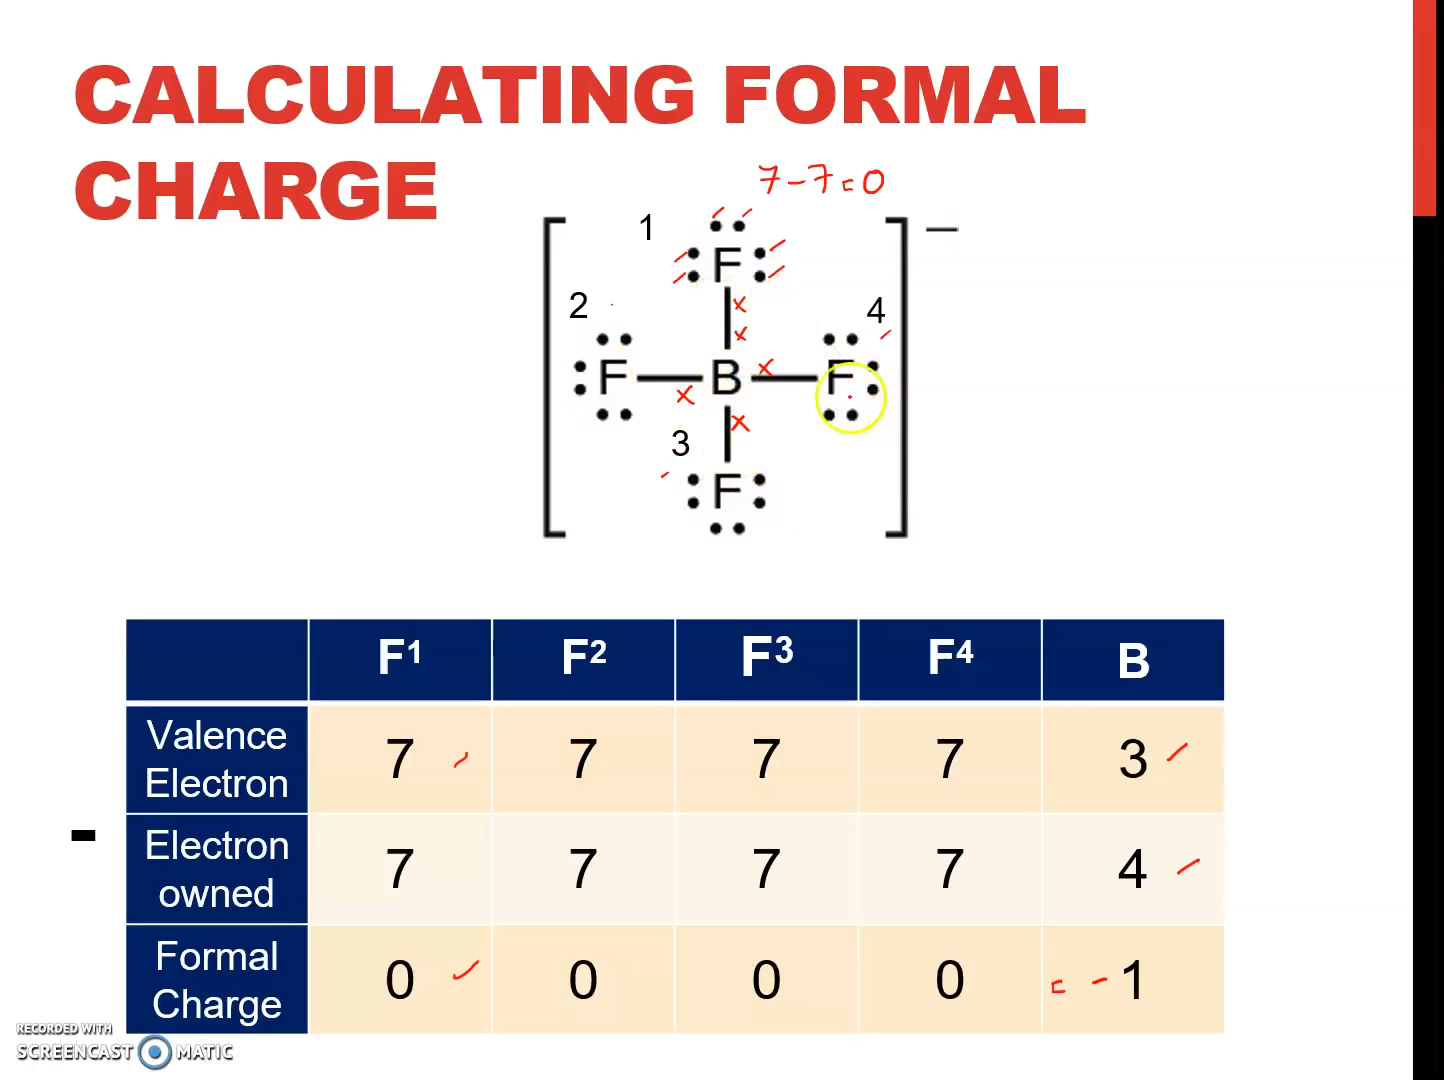 CALCULATING FORMAL
CHARGE
7-7=0
1
F
2
4
F B F
3
F
F1 F2 F3 F4 B
Valence
Electron
7 7 7 7 3
-
Electron
owned
7 7 7 7 4
Formal
Charge
0 0 0 0 = -1
RECORDED WITH
SCREENCAST MATIC